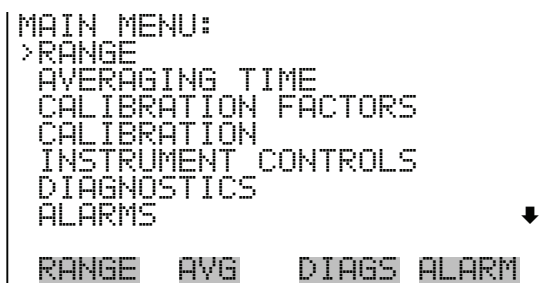 MAIN MENU:
>RANGE
AVERAGING TIME
CALIBRATION FACTORS
CALIBRATION
INSTRUMENT CONTROLS
DIAGNOSTICS
ALARMS
RANGE AVG DIAGS ALARM